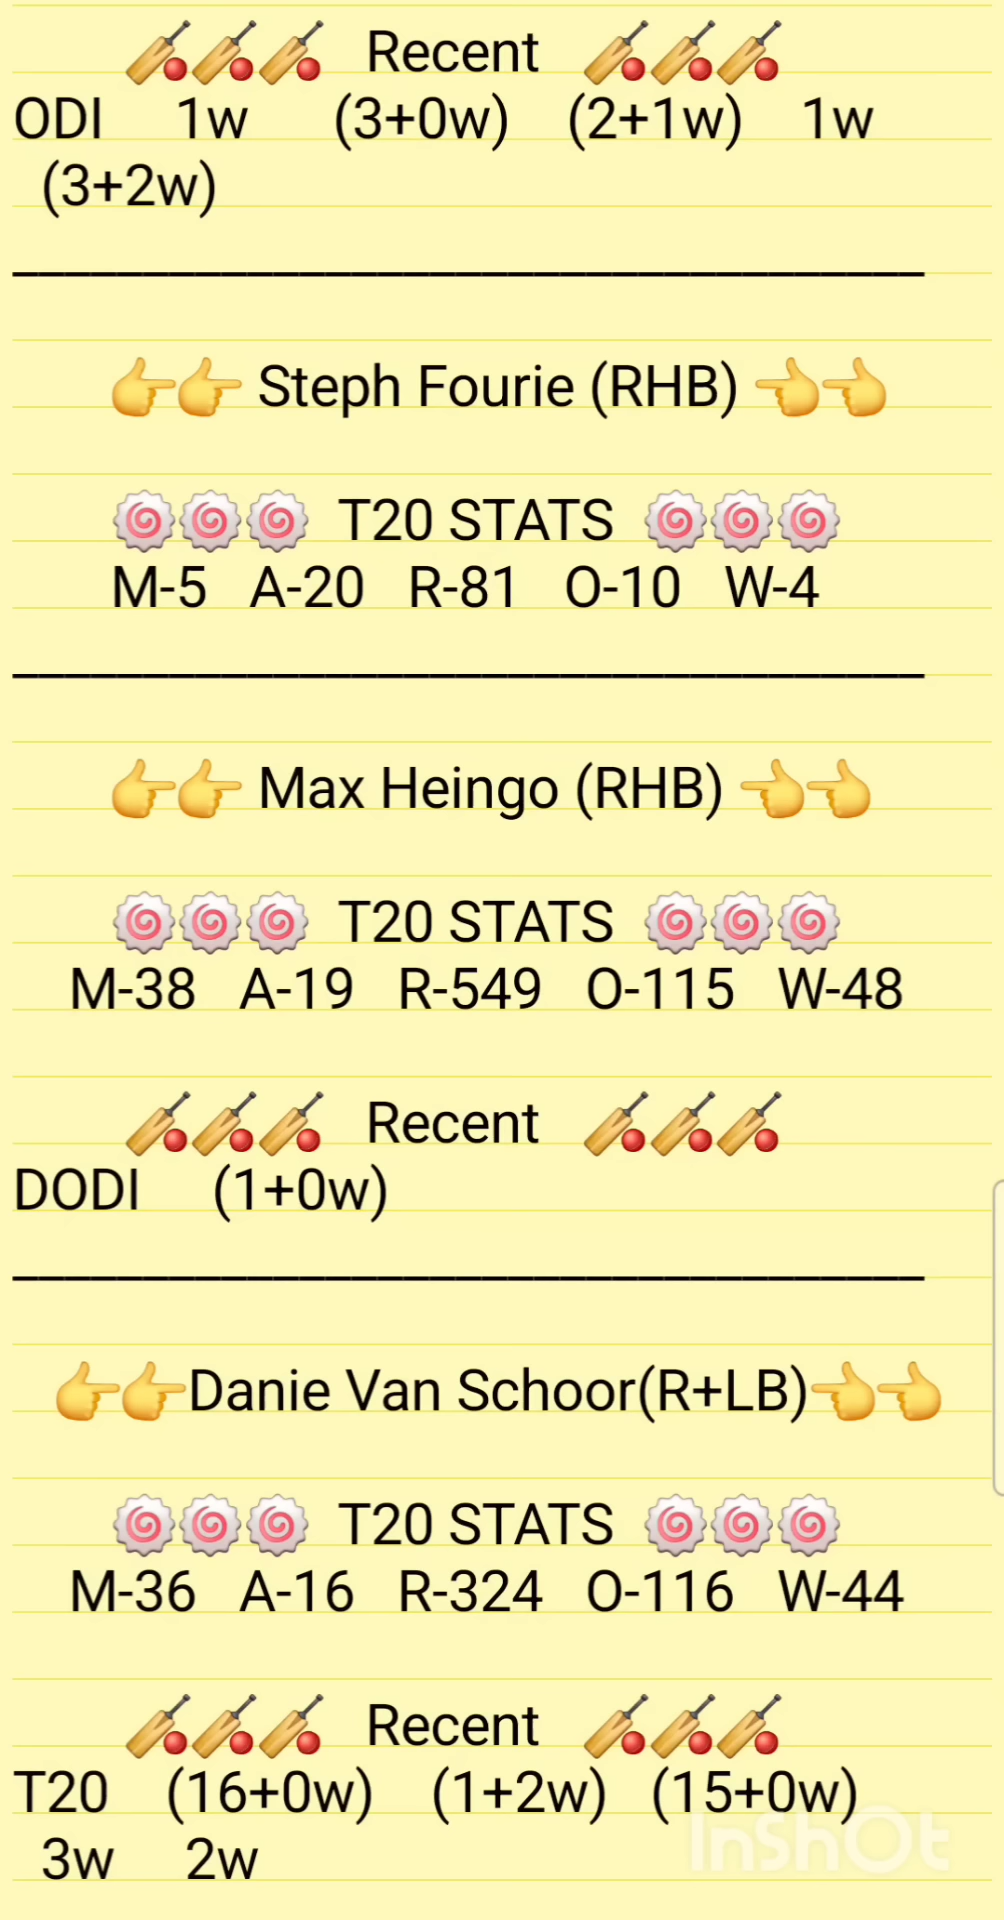 🏏🏏🏏 Recent 🏏🏏🏏
ODI 1w (3+0w) (2+1w) 1w
(3+2w)
👉👉 Steph Fourie (RHB) 👈👈
🍥🍥🍥 T20 STATS 🍥🍥🍥
M-5 A-20 R-81 O-10 W-4
👉👉 Max Heingo (RHB) 👈👈
🍥🍥🍥 T20 STATS 🍥🍥🍥
M-38 A-19 R-549 O-115 W-48
🏏🏏🏏 Recent 🏏🏏🏏
DODI (1+0w)
👉👉Danie Van Schoor(R+LB)👈👈
🍥🍥🍥 T20 STATS 🍥🍥🍥
M-36 A-16 R-324 O-116 W-44
🏏🏏🏏 Recent 🏏🏏🏏
T20 (16+0w) (1+2w) (15+0w)
3w 2w
InShOt